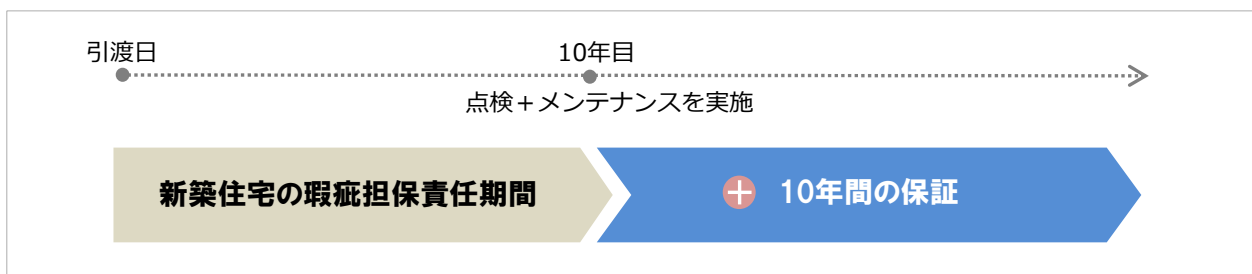 引渡日
10年目
点検+メンテナンスを実施
新築住宅の瑕疵担保責任期間
+ 10年間の保証